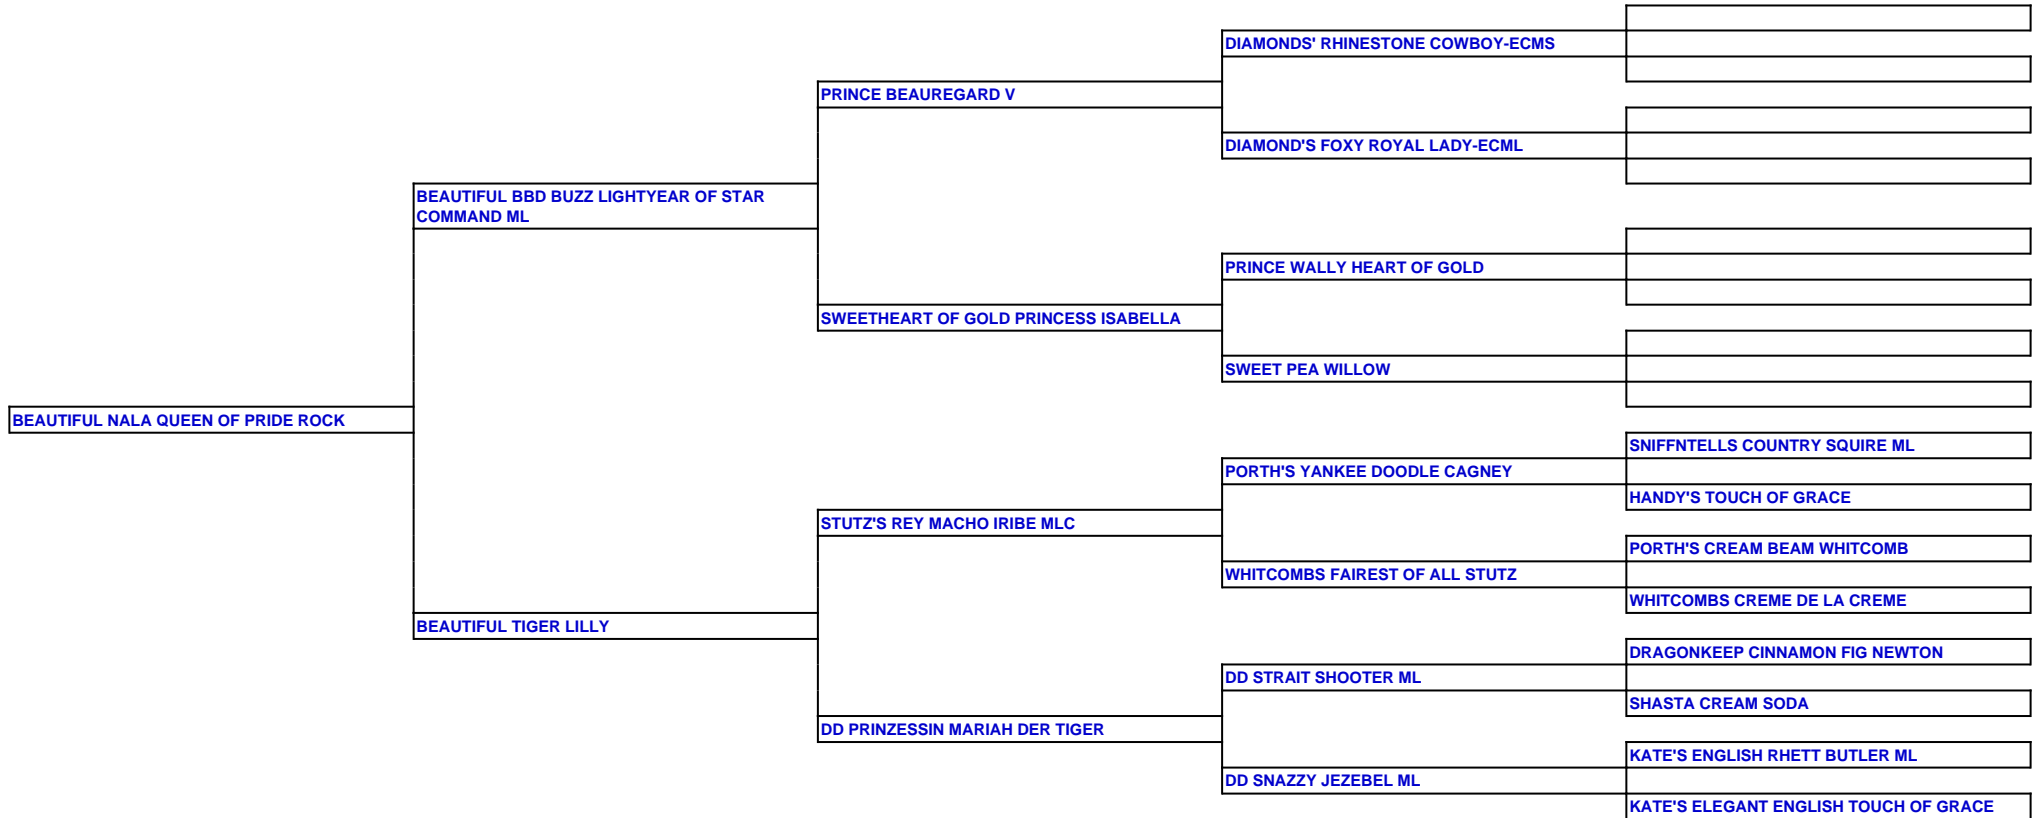 DIAMONDS' RHINESTONE COWBOY-ECMS
PRINCE BEAUREGARD V
DIAMOND'S FOXY ROYAL LADY-ECML
BEAUTIFUL BBD BUZZ LIGHTYEAR OF STAR
COMMAND ML
PRINCE WALLY HEART OF GOLD
SWEETHEART OF GOLD PRINCESS ISABELLA
SWEET PEA WILLOW
BEAUTIFUL NALA QUEEN OF PRIDE ROCK
SNIFFNTELLS COUNTRY SQUIRE ML
PORTH'S YANKEE DOODLE CAGNEY
HANDY'S TOUCH OF GRACE
STUTZ'S REY MACHO IRIBE MLC
PORTH'S CREAM BEAM WHITCOMB
WHITCOMBS FAIREST OF ALL STUTZ
WHITCOMBS CREME DE LA CREME
BEAUTIFUL TIGER LILLY
DRAGONKEEP CINNAMON FIG NEWTON
DD STRAIT SHOOTER ML
SHASTA CREAM SODA
DD PRINZESSIN MARIAH DER TIGER
KATE'S ENGLISH RHETT BUTLER ML
DD SNAZZY JEZEBEL ML
KATE'S ELEGANT ENGLISH TOUCH OF GRACE